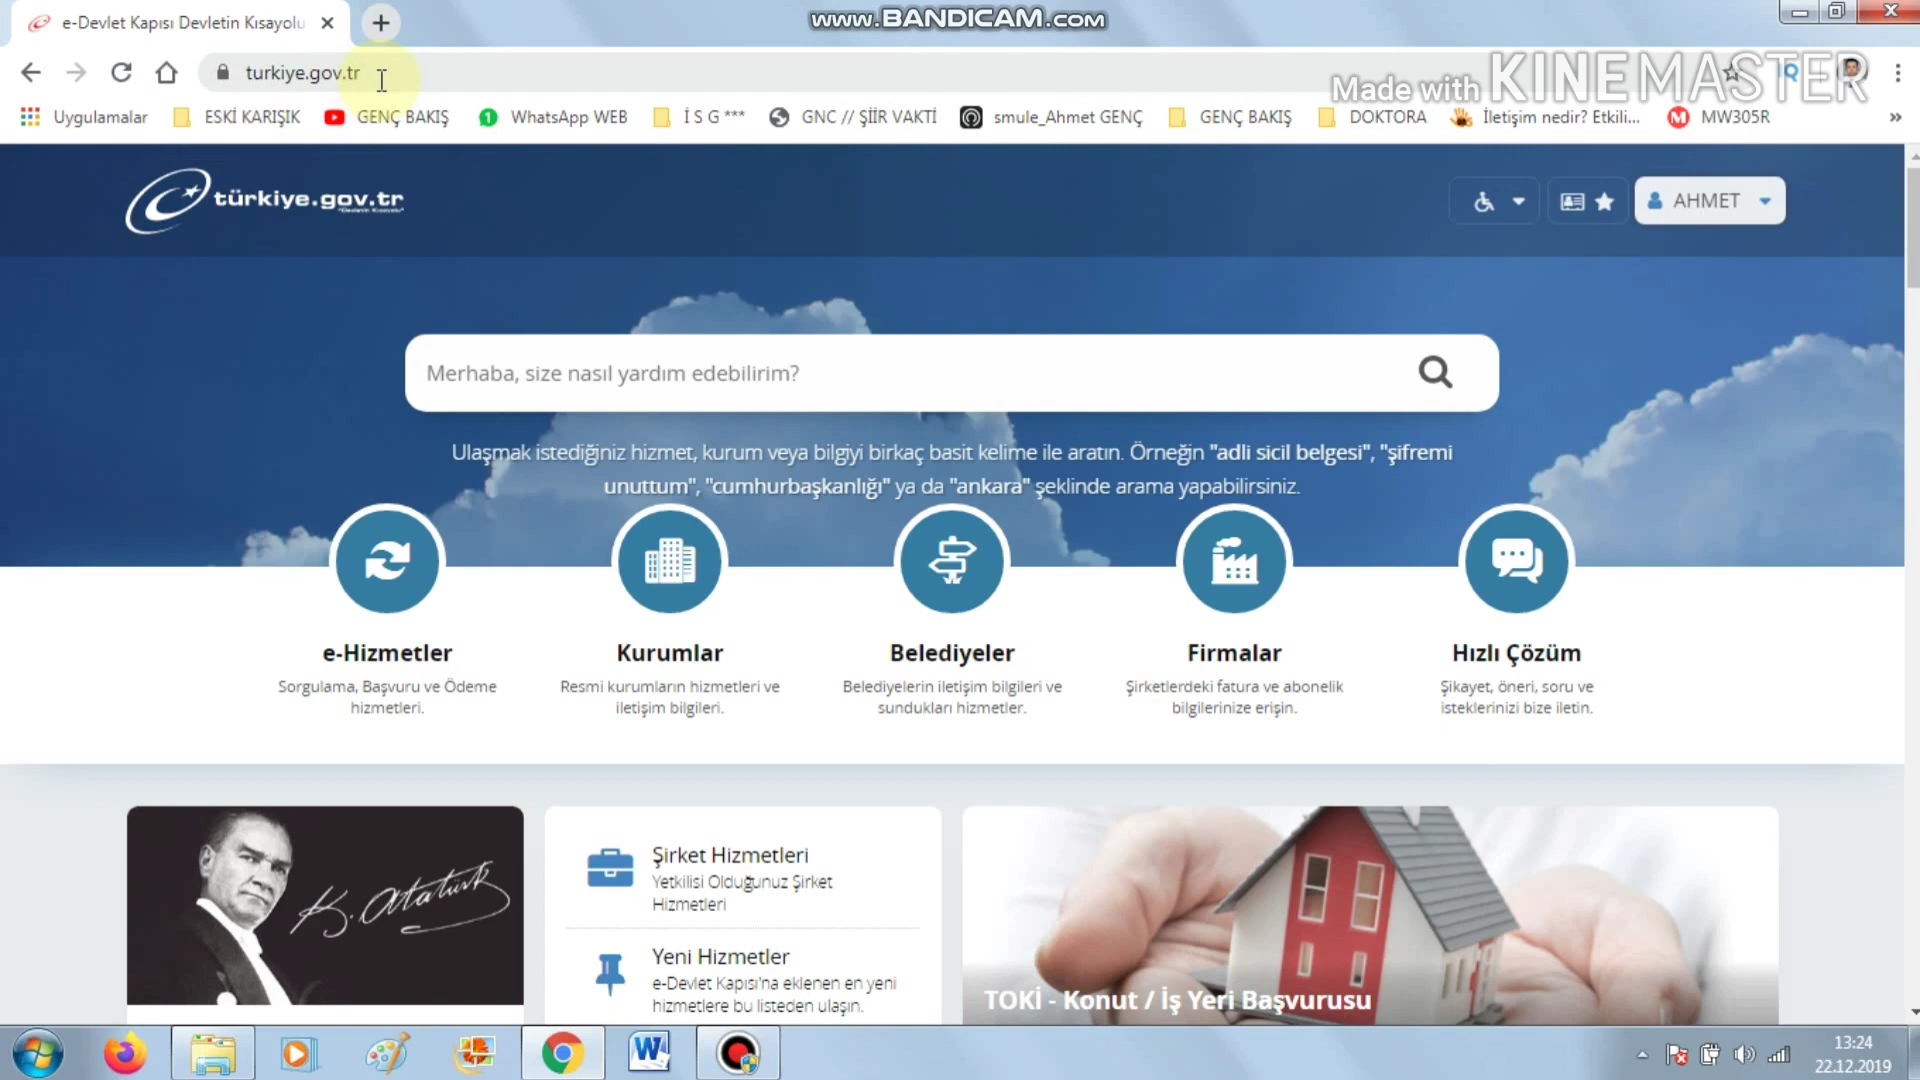 e-Devlet Kapısı Devletin Kısayolu
www.BANDICAM.com
turkiye.gov.tr
Made with KINEMASTER
Uygulamalar
ESKİ KARIŞIK
GENÇ BAKIŞ
WhatsApp WEB
İ S G ***
GNC // ŞİİR VAKTİ
smule_Ahmet GENÇ
GENÇ BAKIŞ
DOKTORA
İletişim nedir? Etkili...
MW305R
»
türkiye.gov.tr
"Devletin Kısayolu"
AHMET
Merhaba, size nasıl yardım edebilirim?
Ulaşmak istediğiniz hizmet, kurum veya bilgiyi birkaç basit kelime ile aratın. Örneğin "adli sicil belgesi", "şifremi
unuttum", "cumhurbaşkanlığı" ya da "ankara" şeklinde arama yapabilirsiniz.
e-Hizmetler
Sorgulama, Başvuru ve Ödeme
hizmetleri.
Kurumlar
Resmi kurumların hizmetleri ve
iletişim bilgileri.
Belediyeler
Belediyelerin iletişim bilgileri ve
sundukları hizmetler.
Firmalar
Şirketlerdeki fatura ve abonelik
bilgilerinize erişin.
Hızlı Çözüm
Şikayet, öneri, soru ve
isteklerinizi bize iletin.
K. Atatürk
Şirket Hizmetleri
Yetkilisi Olduğunuz Şirket
Hizmetleri
Yeni Hizmetler
e-Devlet Kapısı'na eklenen en yeni
hizmetlere bu listeden ulaşın.
TOKİ - Konut / İş Yeri Başvurusu
13:24
22.12.2019